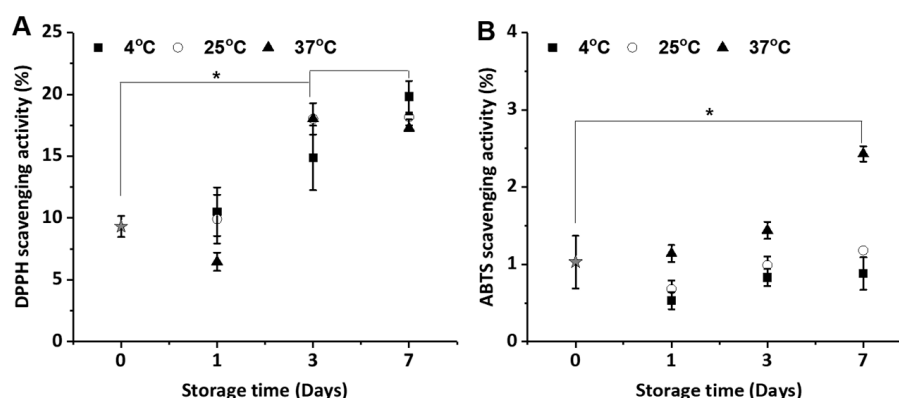 A
4°C 25°C 37°C
*
DPPH scavenging activity (%)
25
20
15
10
5
0
0 1 3 7
Storage time (Days)
B
4°C 25°C 37°C
*
ABTS scavenging activity (%)
4
3
2
1
0
0 1 3 7
Storage time (Days)